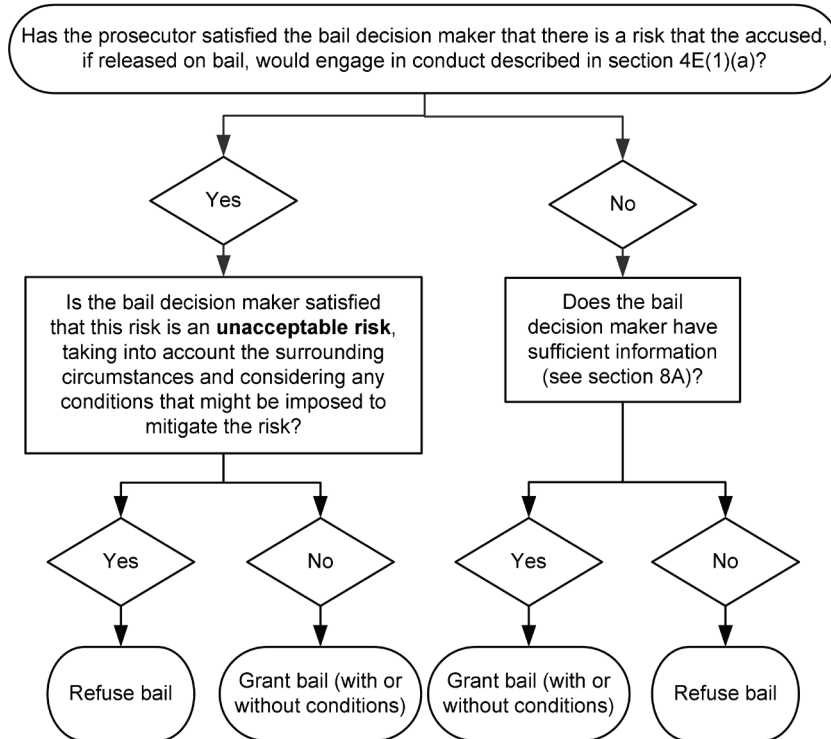 Has the prosecutor satisfied the bail decision maker that there is a risk that the accused,
if released on bail, would engage in conduct described in section 4E(1)(a)?
Yes
No
Is the bail decision maker satisfied
that this risk is an unacceptable risk,
taking into account the surrounding
circumstances and considering any
conditions that might be imposed to
mitigate the risk?
Does the bail
decision maker have
sufficient information
(see section 8A)?
Yes
No
Yes
No
Refuse bail
Grant bail (with or
without conditions)
Grant bail (with or
without conditions)
Refuse bail